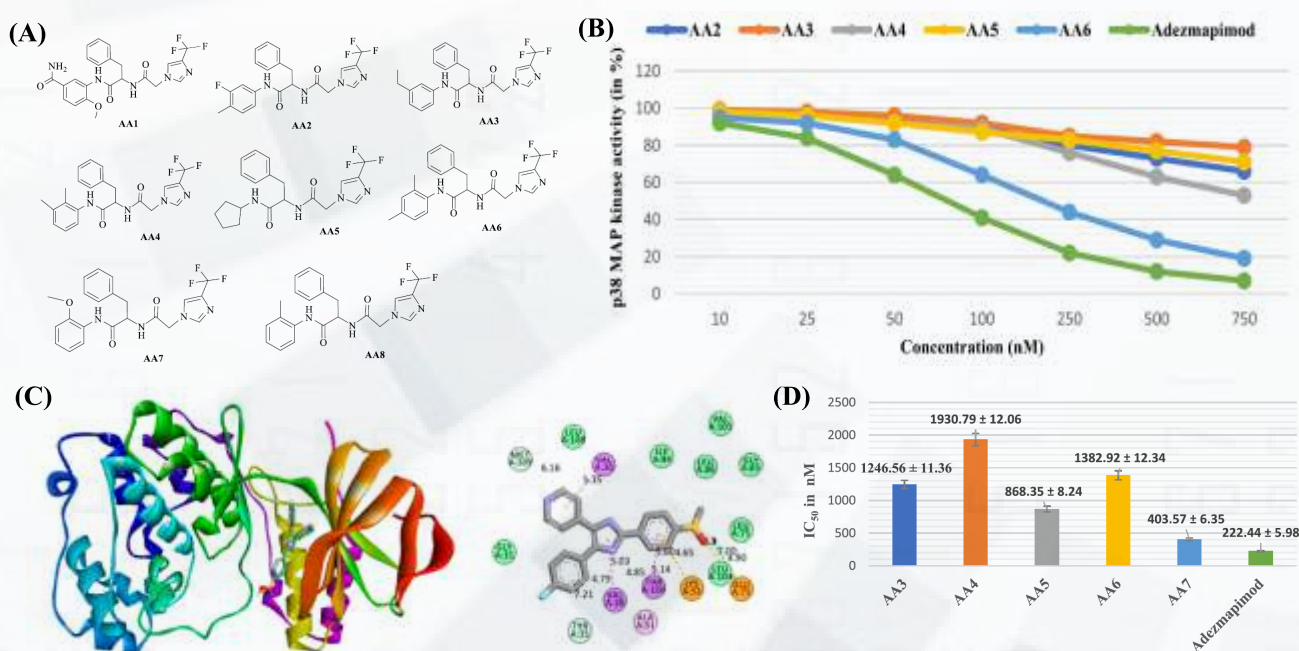 (A)
NH2
O
O
H
N
O
N
H
O
N
N
F
F
F
AA1
AA2
AA3
AA4
AA5
AA6
AA7
AA8
(B)
AA2 AA3 AA4 AA5 AA6 Adezmapimod
p38 MAP kinase activity (in %)
120
100
80
60
40
20
0
10 25 50 100 250 500 750
Concentration (nM)
(C)
6.16
5.35
5.03
4.79
4.85
5.14
4.65
7.21
(D)
IC50 in nM
2500
2000
1500
1000
500
0
1246.56 ± 11.36
1930.79 ± 12.06
868.35 ± 8.24
1382.92 ± 12.34
403.57 ± 6.35
222.44 ± 5.98
AA3 AA4 AA5 AA6 AA7 Adezmapimod